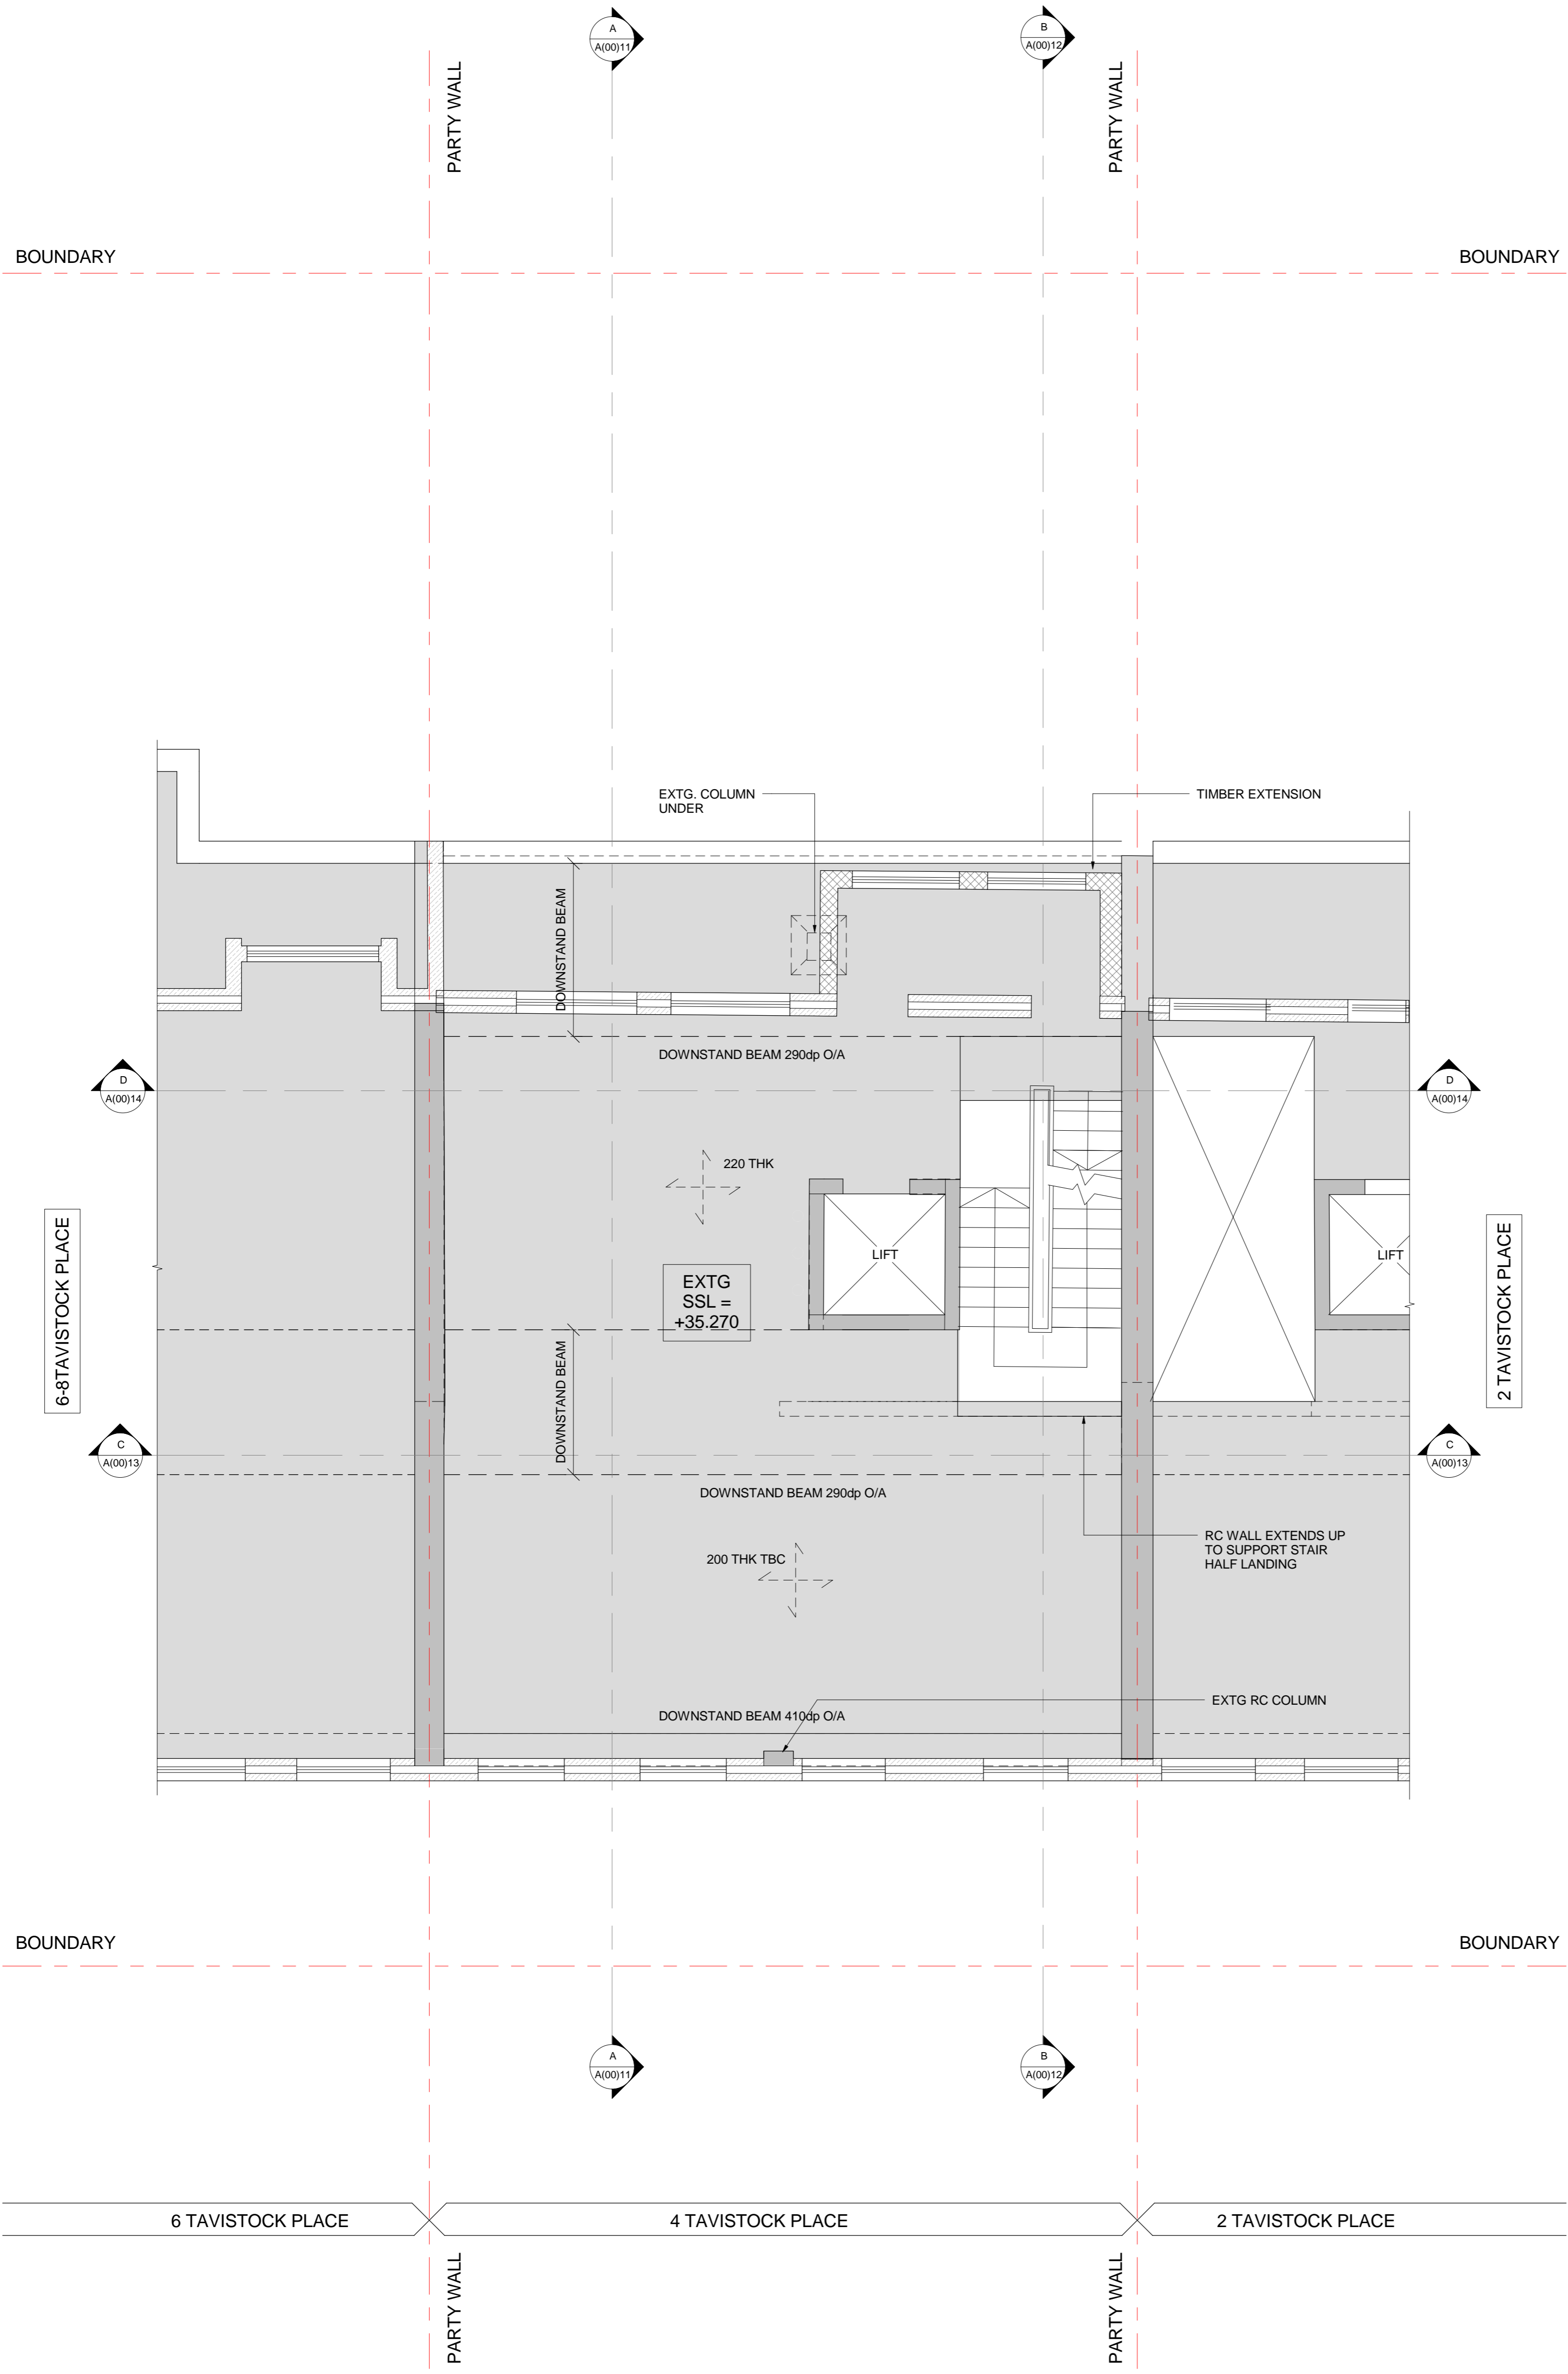 A
A(00)11
B
A(00)12
PARTY WALL
PARTY WALL
BOUNDARY
BOUNDARY
EXTG. COLUMN
UNDER
TIMBER EXTENSION
DOWNSTAND BEAM
DOWNSTAND BEAM 290dp O/A
D
A(00)14
D
A(00)14
220 THK
6-8TAVISTOCK PLACE
EXTG
SSL =
+35.270
LIFT
LIFT
2 TAVISTOCK PLACE
DOWNSTAND BEAM
C
A(00)13
C
A(00)13
DOWNSTAND BEAM 290dp O/A
RC WALL EXTENDS UP
TO SUPPORT STAIR
HALF LANDING
200 THK TBC
EXTG RC COLUMN
DOWNSTAND BEAM 410dp O/A
BOUNDARY
BOUNDARY
A
A(00)11
B
A(00)12
6 TAVISTOCK PLACE
4 TAVISTOCK PLACE
2 TAVISTOCK PLACE
PARTY WALL
PARTY WALL